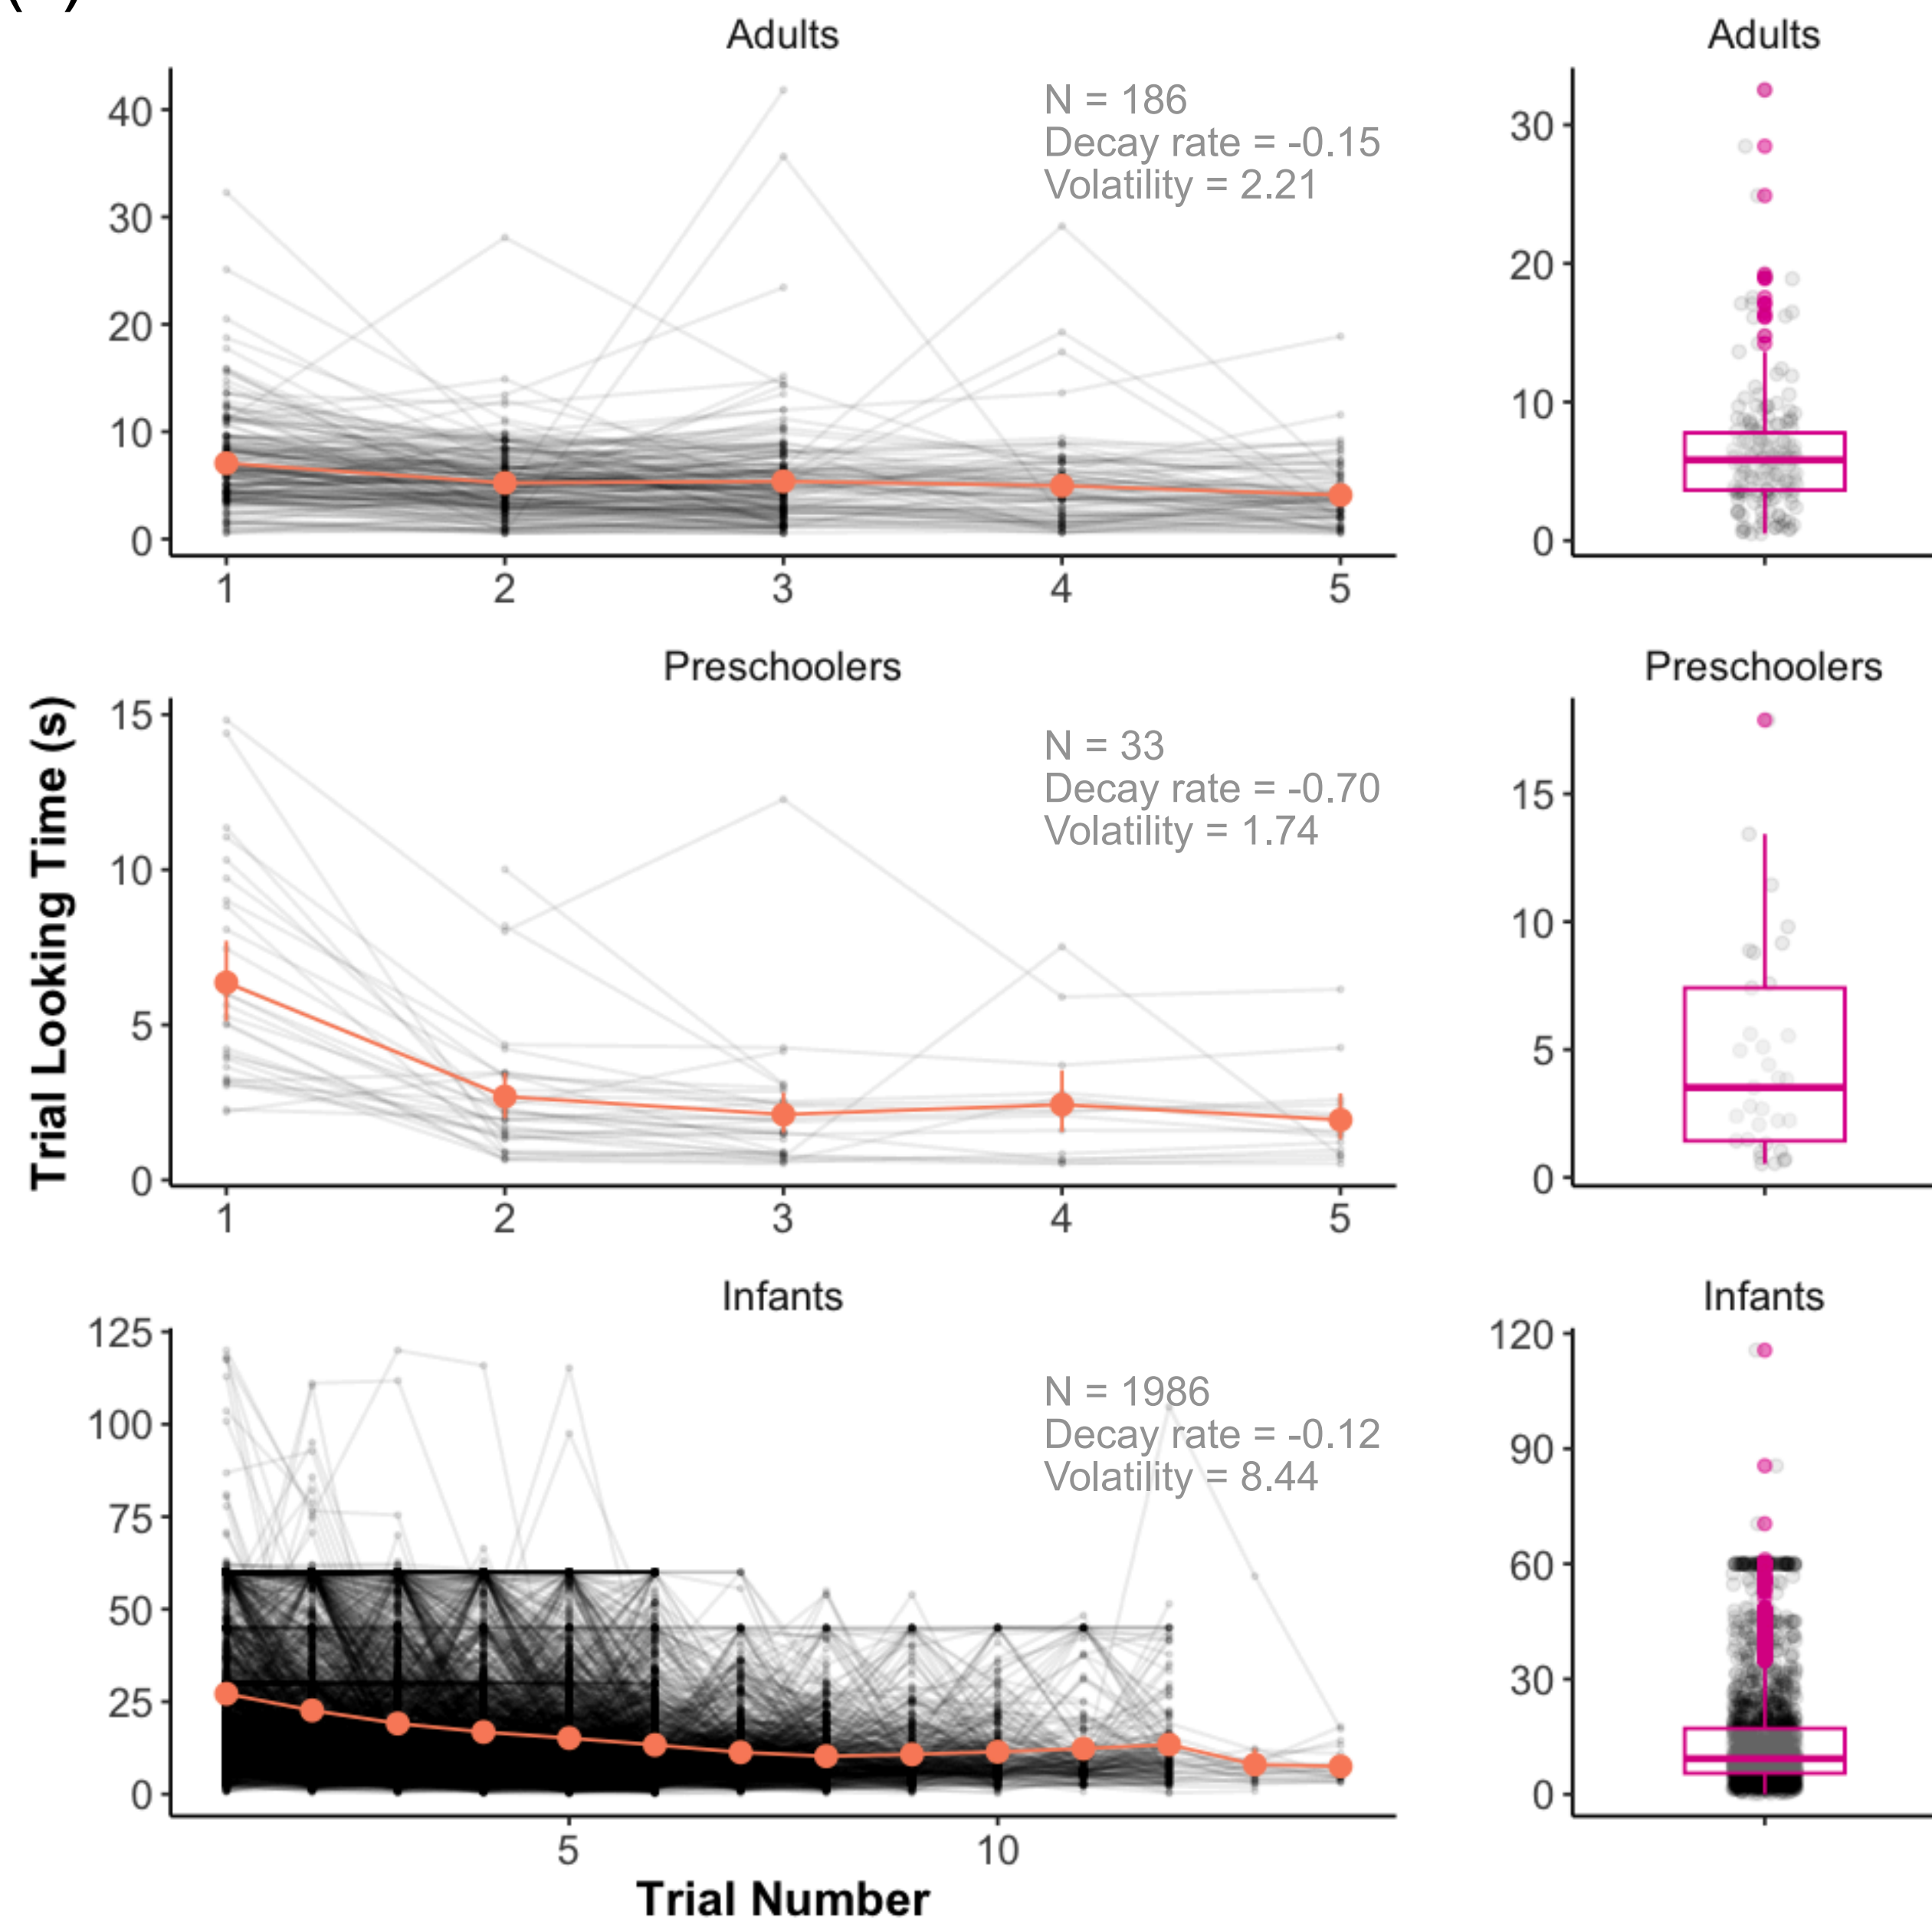 Adults
N = 186
Decay rate = -0.15
Volatility = 2.21
40
30
20
10
0
1 2 3 4 5
Adults
30
20
10
0
Trial Looking Time (s)
Preschoolers
N = 33
Decay rate = -0.70
Volatility = 1.74
15
10
5
0
1 2 3 4 5
Preschoolers
15
10
5
0
Infants
N = 1986
Decay rate = -0.12
Volatility = 8.44
125
100
75
50
25
0
5 10
Trial Number
Infants
120
90
60
30
0